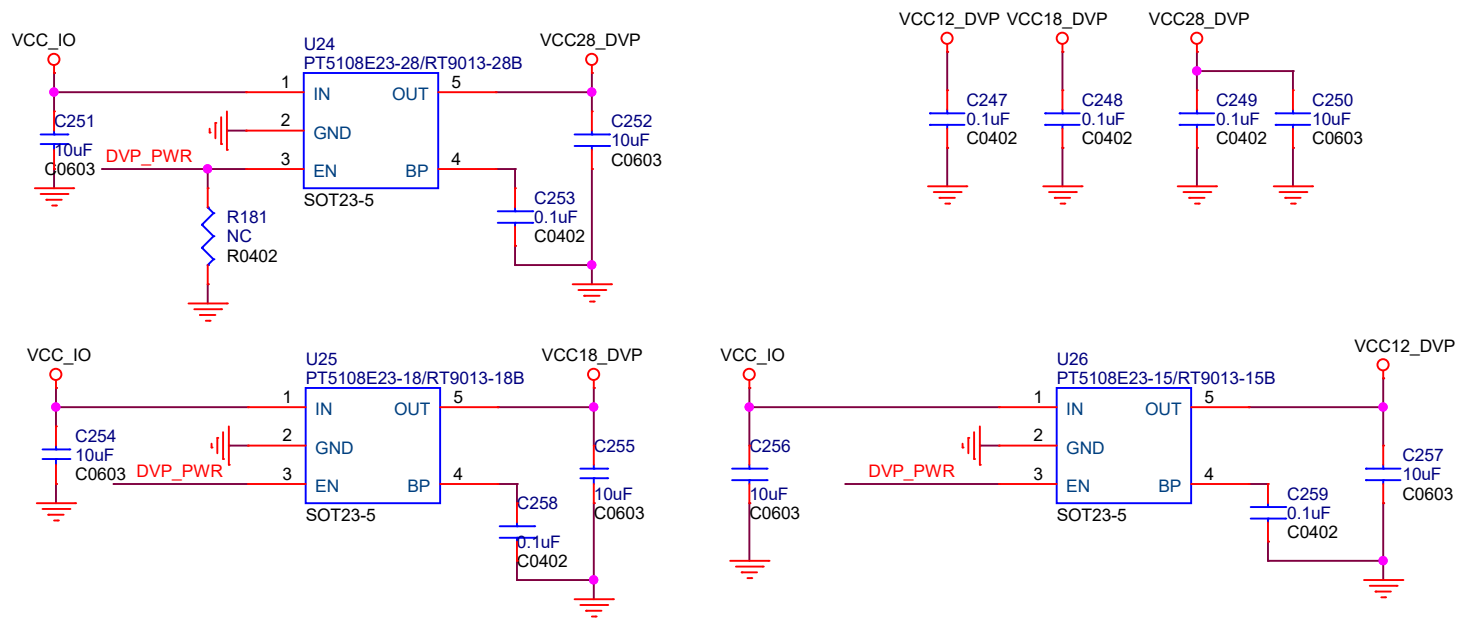 VCC_IO
U24
PT5108E23-28/RT9013-28B
VCC28_DVP
1
IN
OUT
5
2
GND
3
EN
BP
4
SOT23-5
C251
10uF
C0603
DVP_PWR
R181
NC
R0402
C252
10uF
C0603
C253
0.1uF
C0402
VCC12_DVP
VCC18_DVP
VCC28_DVP
C247
0.1uF
C0402
C248
0.1uF
C0402
C249
0.1uF
C0402
C250
10uF
C0603
VCC_IO
U25
PT5108E23-18/RT9013-18B
VCC18_DVP
1
IN
OUT
5
2
GND
3
EN
BP
4
SOT23-5
C254
10uF
C0603
DVP_PWR
C255
10uF
C0603
C258
0.1uF
C0402
VCC_IO
U26
PT5108E23-15/RT9013-15B
VCC12_DVP
1
IN
OUT
5
2
GND
3
EN
BP
4
SOT23-5
C256
10uF
C0603
DVP_PWR
C257
10uF
C0603
C259
0.1uF
C0402